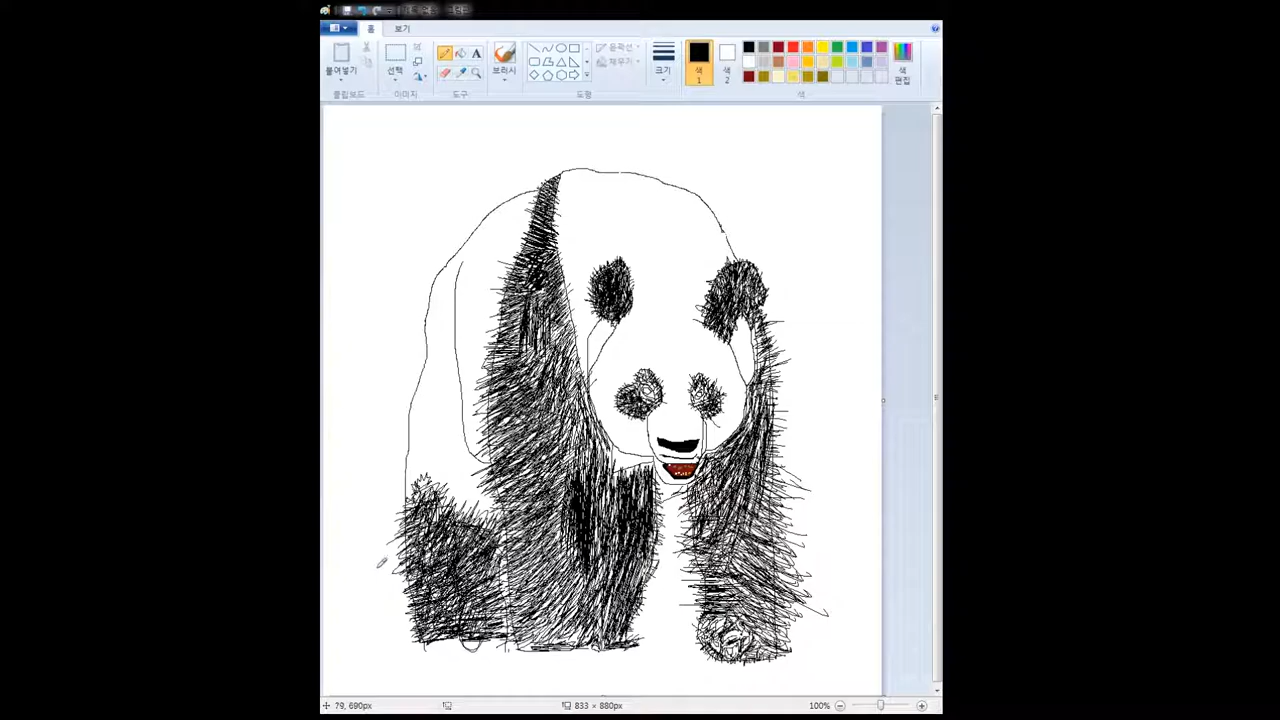 홈 보기
붙여넣기 선택 A 브러시 윤곽선 채우기 크기 색 1 색 2 색 편집
클립보드 이미지 도구 도형 색
79, 690px 833 × 880px 100%